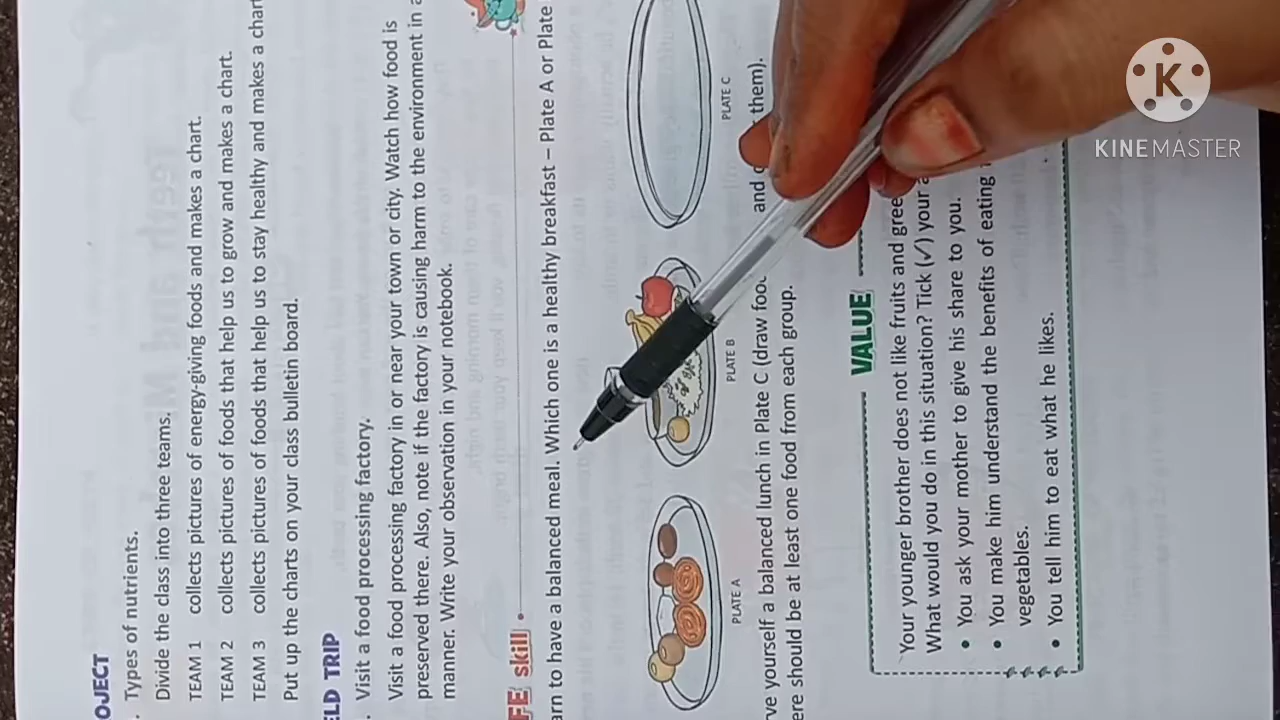 OJECT
. Types of nutrients.
Divide the class into three teams.
TEAM 1 collects pictures of energy-giving foods and makes a chart.
TEAM 2 collects pictures of foods that help us to grow and makes a chart.
TEAM 3 collects pictures of foods that help us to stay healthy and makes a chart
Put up the charts on your class bulletin board.
ELD TRIP
. Visit a food processing factory.
Visit a food processing factory in or near your town or city. Watch how food is
preserved there. Also, note if the factory is causing harm to the environment in a
manner. Write your observation in your notebook.
FE skill
arn to have a balanced meal. Which one is a healthy breakfast – Plate A or Plate
PLATE A
PLATE B
PLATE C
rve yourself a balanced lunch in Plate C (draw and them).
ere should be at least one food from each group.
VALUE
Your younger brother does not like fruits and
What would you do in this situation? Tick (✓) your
• You ask your mother to give his share to you.
• You make him understand the benefits of eating
vegetables.
• You tell him to eat what he likes.
K
KINEMASTER